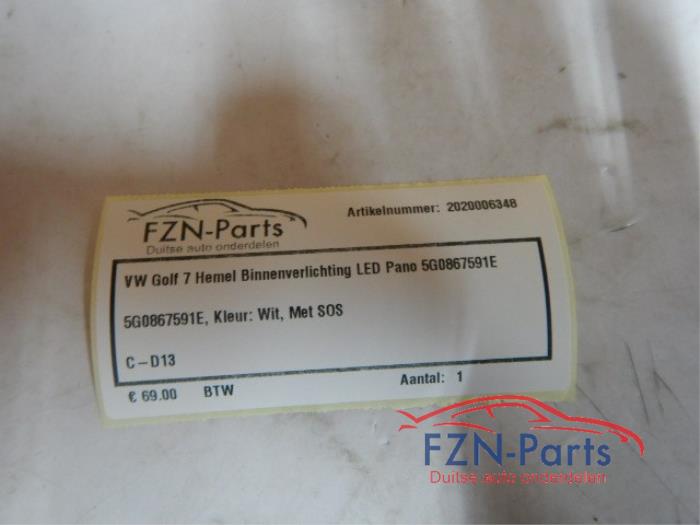 FZN-Parts
Duitse auto onderdelen
Artikelnummer: 2020006348
VW Golf 7 Hemel Binnenverlichting LED Pano 5G0867591E
5G0867591E, Kleur: Wit, Met SOS
C-D13
€ 69.00 BTW
Aantal: 1
FZN-Parts
Duitse auto onderdelen